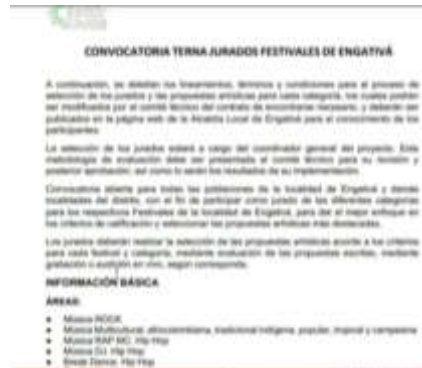 CONVOCATORIA TERNA JURADOS FESTIVALES DE ENGATIVÁ
A continuación, se detallan los lineamientos, términos y condiciones para el proceso de
selección de los jurados y las propuestas artísticas para cada categoría, los cuales podrán
ser modificados por el comité técnico del contrato de encontrarse necesario, y deberán ser
publicados en la página web de la Alcaldía Local de Engativá para el conocimiento de los
participantes.
La selección de los jurados estará a cargo del coordinador general del proyecto. Esta
metodología de evaluación debe ser presentada al comité técnico para su revisión y
posterior aprobación, así como lo serán los resultados de su implementación.
Convocatoria abierta para todas las poblaciones de la localidad de Engativá y demás
localidades del distrito, con el fin de participar como jurado de las diferentes categorías
para los respectivos Festivales de la localidad de Engativá, para dar el mejor enfoque en
los criterios de calificación y seleccionar las propuestas artísticas más destacadas.
Los jurados deberán realizar la selección de las propuestas artísticas acorde a los criterios
para cada festival y categoría, mediante evaluación de las propuestas escritas, mediante
grabación o audición en vivo, según corresponda.
INFORMACIÓN BÁSICA
ÁREAS:
Música ROCK
Música Multicultural: afrocolombiana, tradicional indígena, popular, tropical y campesina
Música RAP MC: Hip Hop
Música DJ: Hip Hop
Break Dance: Hip Hop